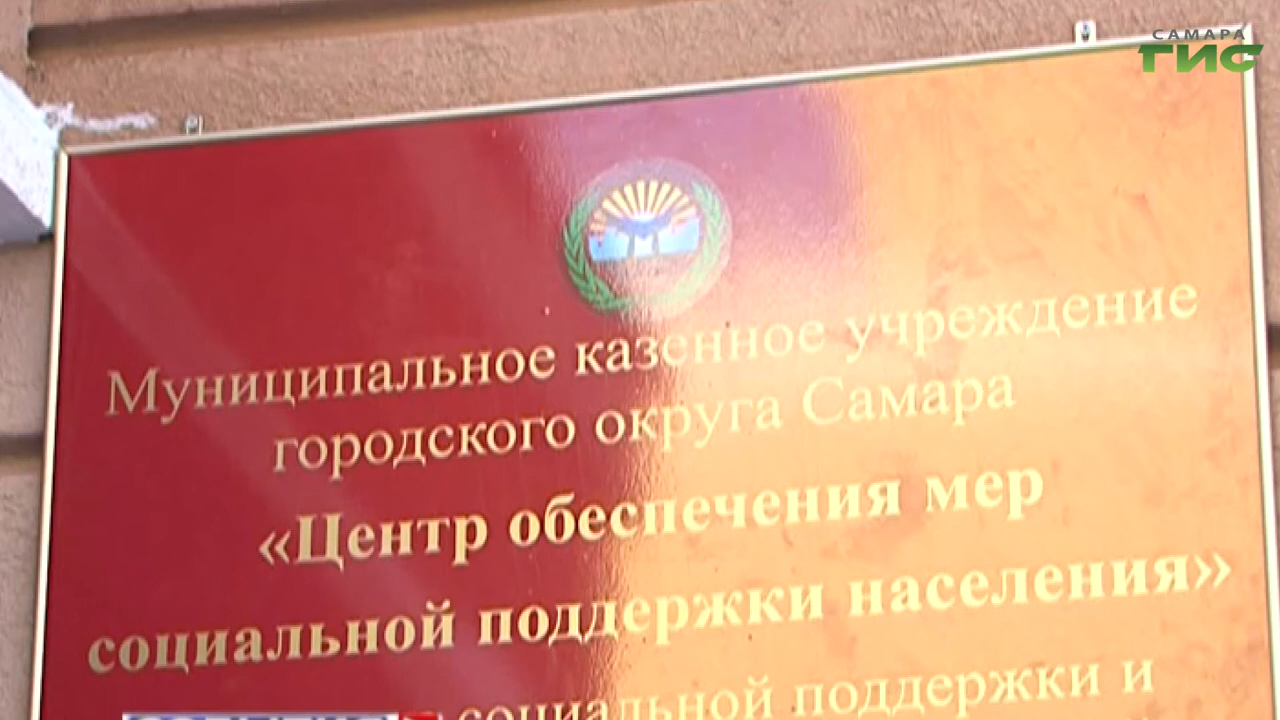 САМАРА
ГИС
Муниципальное казенное учреждение
городского округа Самара
«Центр обеспечения мер
социальной поддержки населения»
социальной поддержки и